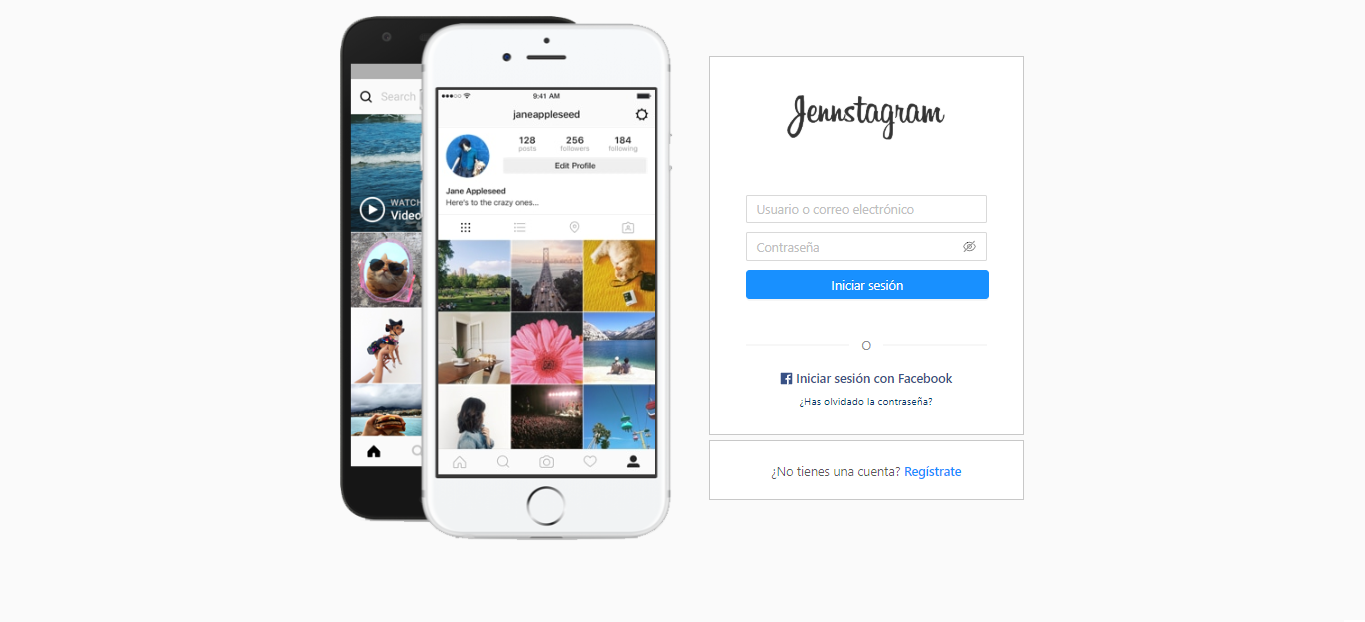 Search
WATCH
Video
9:41 AM
janeappleseed
128 256 184
posts followers following
Edit Profile
Jane Appleseed
Here's to the crazy ones...
Jennstagram
Usuario o correo electrónico
Contraseña
Iniciar sesión
O
Iniciar sesión con Facebook
¿Has olvidado la contraseña?
¿No tienes una cuenta? Regístrate